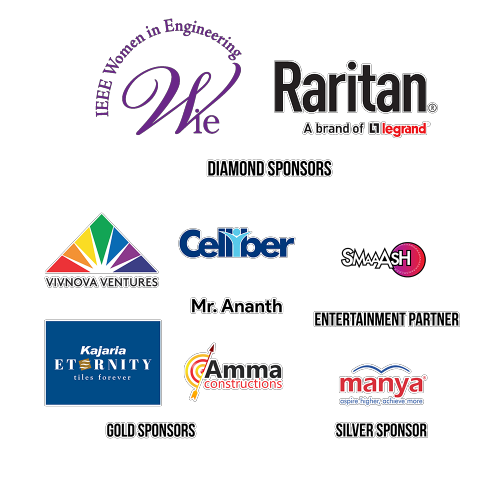 IEEE Women in Engineering
Wie
Raritan®
A brand of legrand
DIAMOND SPONSORS
VIVNOVA VENTURES
Cellyber
SMAAASH
Mr. Ananth
ENTERTAINMENT PARTNER
Kajaria
ETERNITY
tiles forever
Amma
constructions
manya®
aspire higher, achieve more
GOLD SPONSORS
SILVER SPONSOR